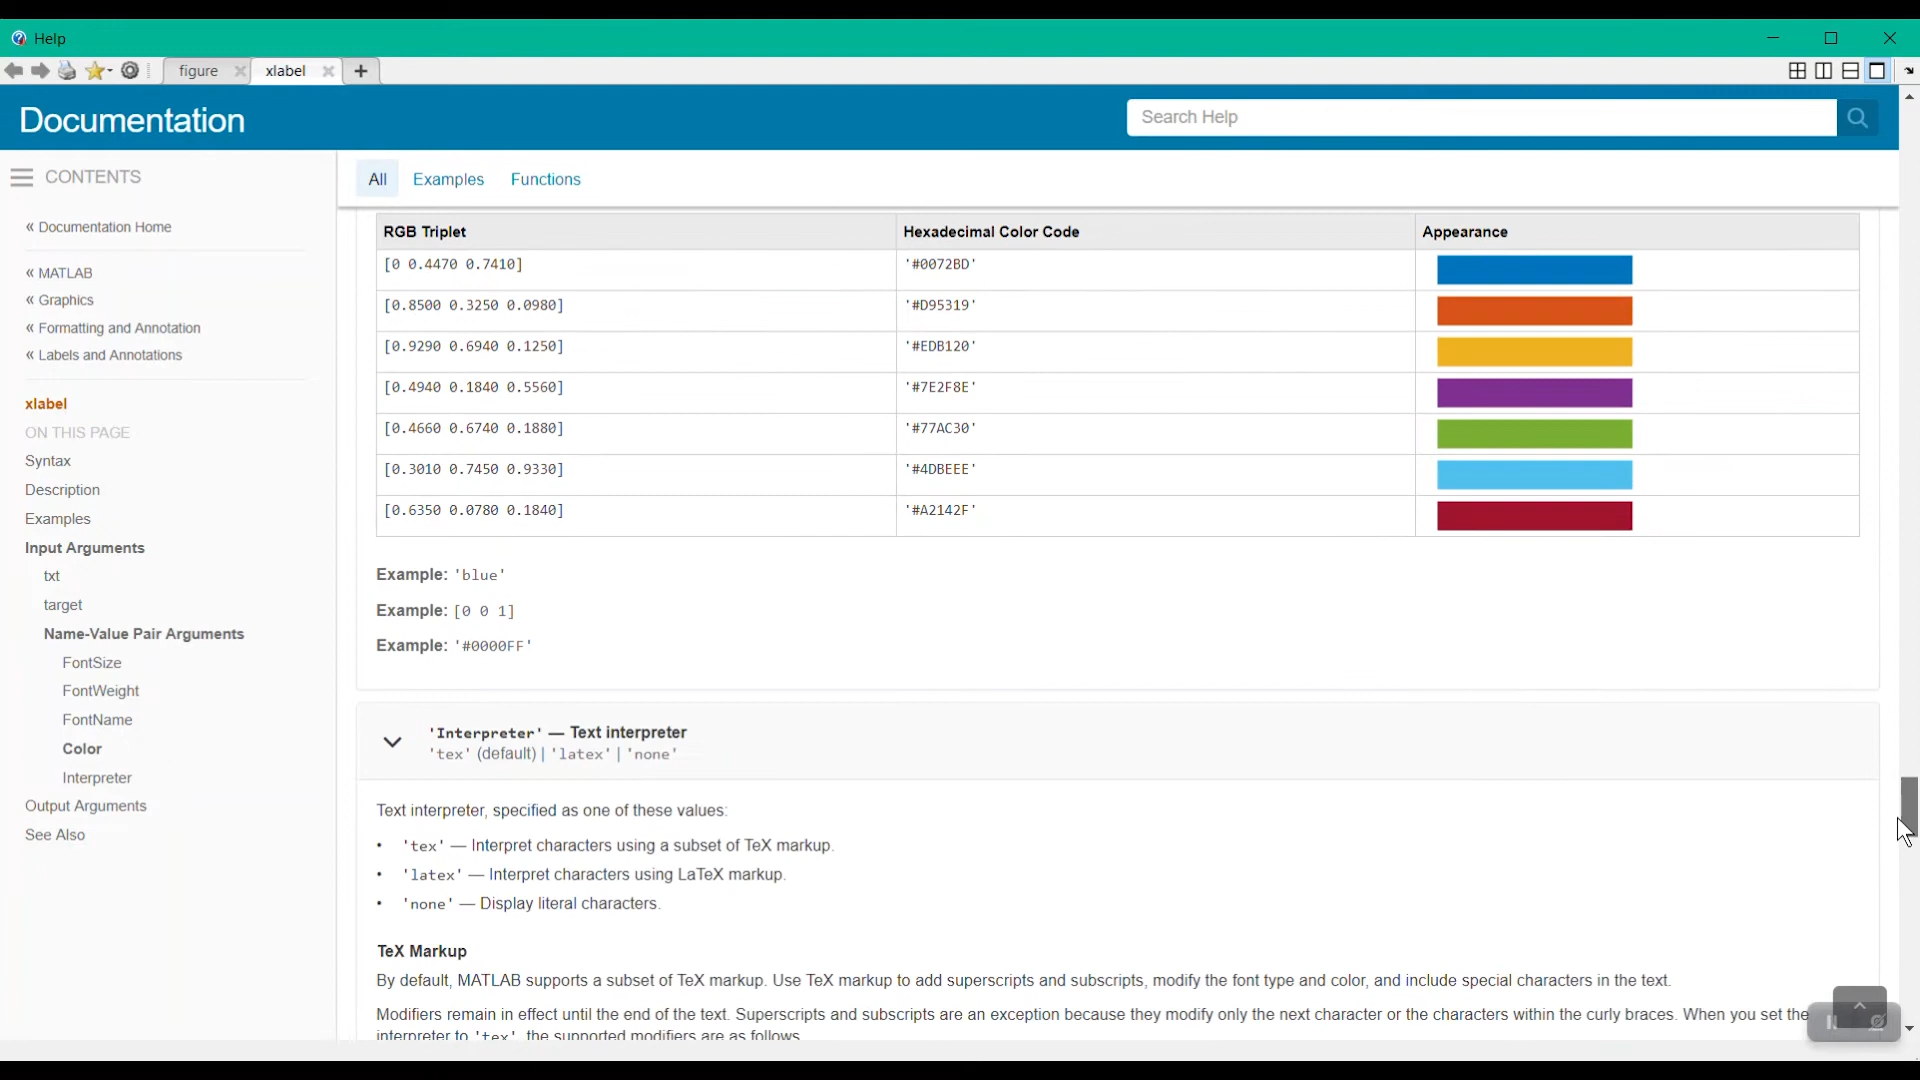 Help
figure
xlabel
Documentation
Search Help
CONTENTS
All Examples Functions
« Documentation Home
« MATLAB
« Graphics
« Formatting and Annotation
« Labels and Annotations
xlabel
ON THIS PAGE
Syntax
Description
Examples
Input Arguments
txt
target
Name-Value Pair Arguments
FontSize
FontWeight
FontName
Color
Interpreter
Output Arguments
See Also
RGB Triplet Hexadecimal Color Code Appearance
[0 0.4470 0.7410] '#0072BD'
[0.8500 0.3250 0.0980] '#D95319'
[0.9290 0.6940 0.1250] '#EDB120'
[0.4940 0.1840 0.5560] '#7E2F8E'
[0.4660 0.6740 0.1880] '#77AC30'
[0.3010 0.7450 0.9330] '#4DBEEE'
[0.6350 0.0780 0.1840] '#A2142F'
Example: 'blue'
Example: [0 0 1]
Example: '#0000FF'
'Interpreter' — Text interpreter
'tex' (default) | 'latex' | 'none'
Text interpreter, specified as one of these values:
• 'tex' — Interpret characters using a subset of TeX markup.
• 'latex' — Interpret characters using LaTeX markup.
• 'none' — Display literal characters.
TeX Markup
By default, MATLAB supports a subset of TeX markup. Use TeX markup to add superscripts and subscripts, modify the font type and color, and include special characters in the text.
Modifiers remain in effect until the end of the text. Superscripts and subscripts are an exception because they modify only the next character or the characters within the curly braces. When you set the
interpreter to 'tex', the supported modifiers are as follows.